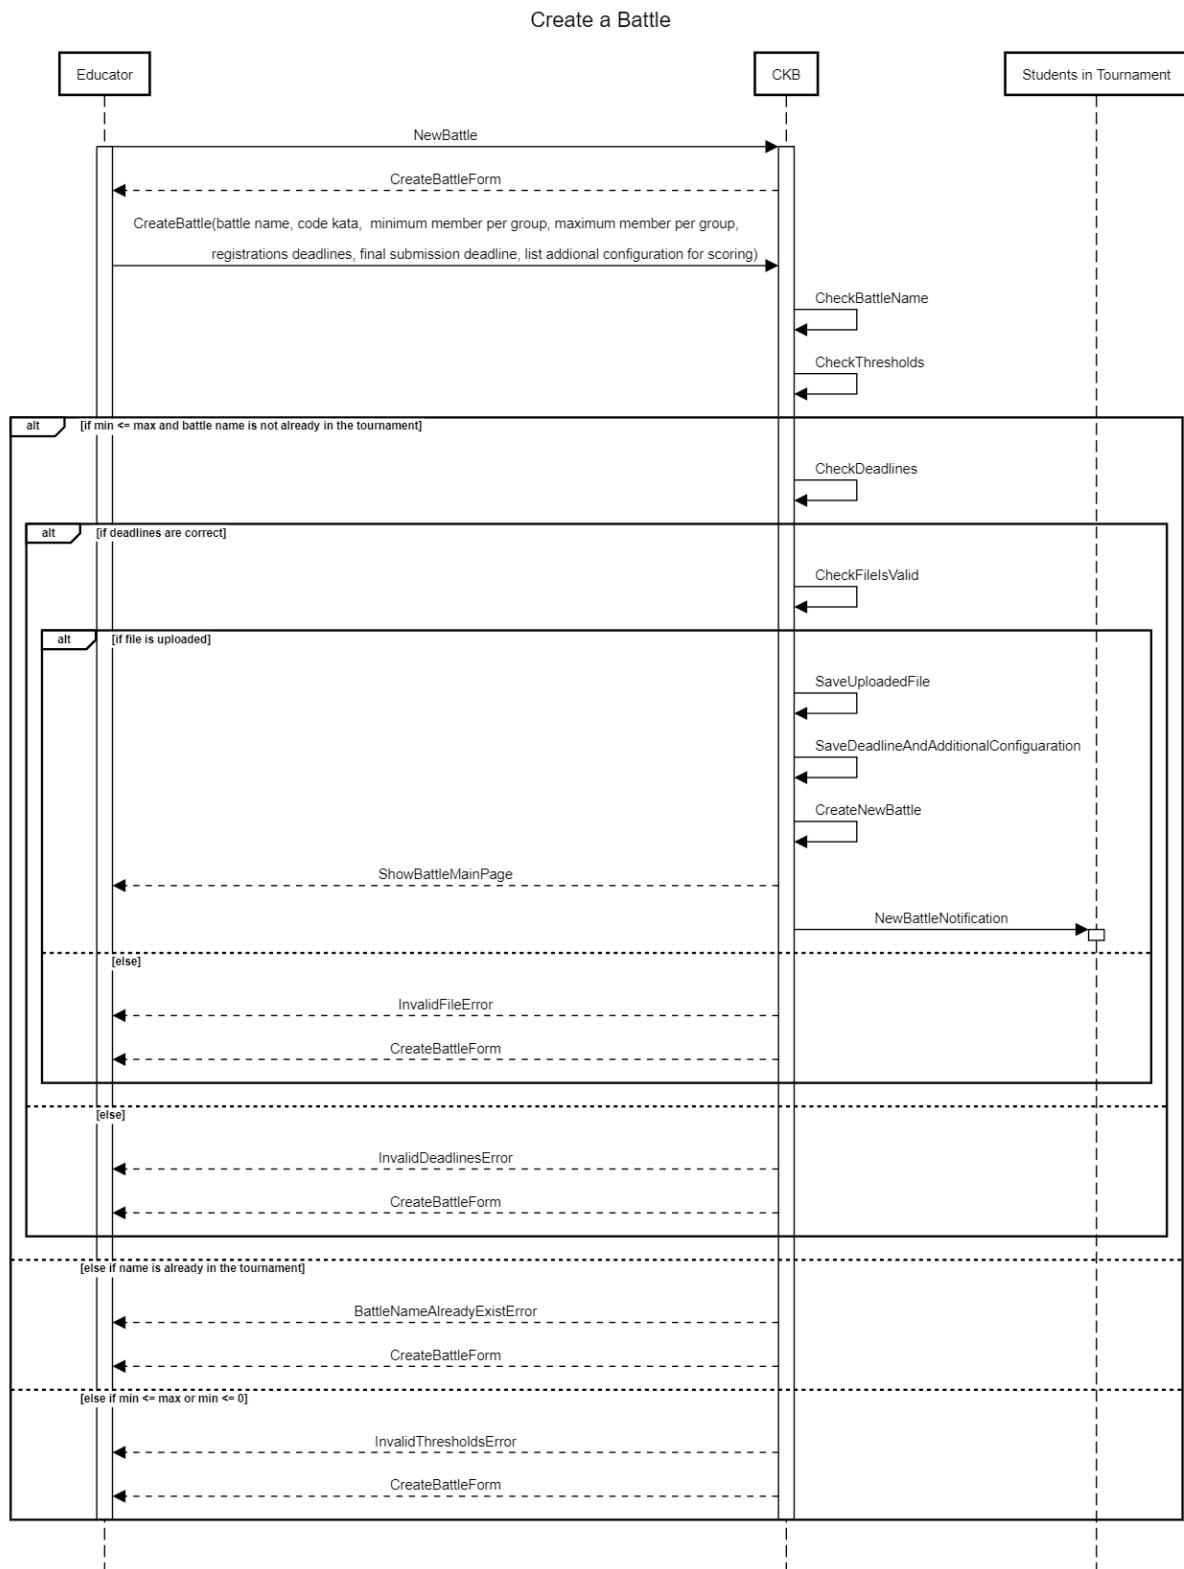 Create a Battle
Educator
CKB
Students in Tournament
NewBattle
CreateBattleForm
CreateBattle(battle name, code kata, minimum member per group, maximum member per group,
registrations deadlines, final submission deadline, list addional configuration for scoring)
CheckBattleName
CheckThresholds
alt
[if min <= max and battle name is not already in the tournament]
CheckDeadlines
alt
[if deadlines are correct]
CheckFileIsValid
alt
[if file is uploaded]
SaveUploadedFile
SaveDeadlineAndAdditionalConfiguaration
CreateNewBattle
ShowBattleMainPage
NewBattleNotification
[else]
InvalidFileError
CreateBattleForm
[else]
InvalidDeadlinesError
CreateBattleForm
[else if name is already in the tournament]
BattleNameAlreadyExistError
CreateBattleForm
[else if min <= max or min <= 0]
InvalidThresholdsError
CreateBattleForm